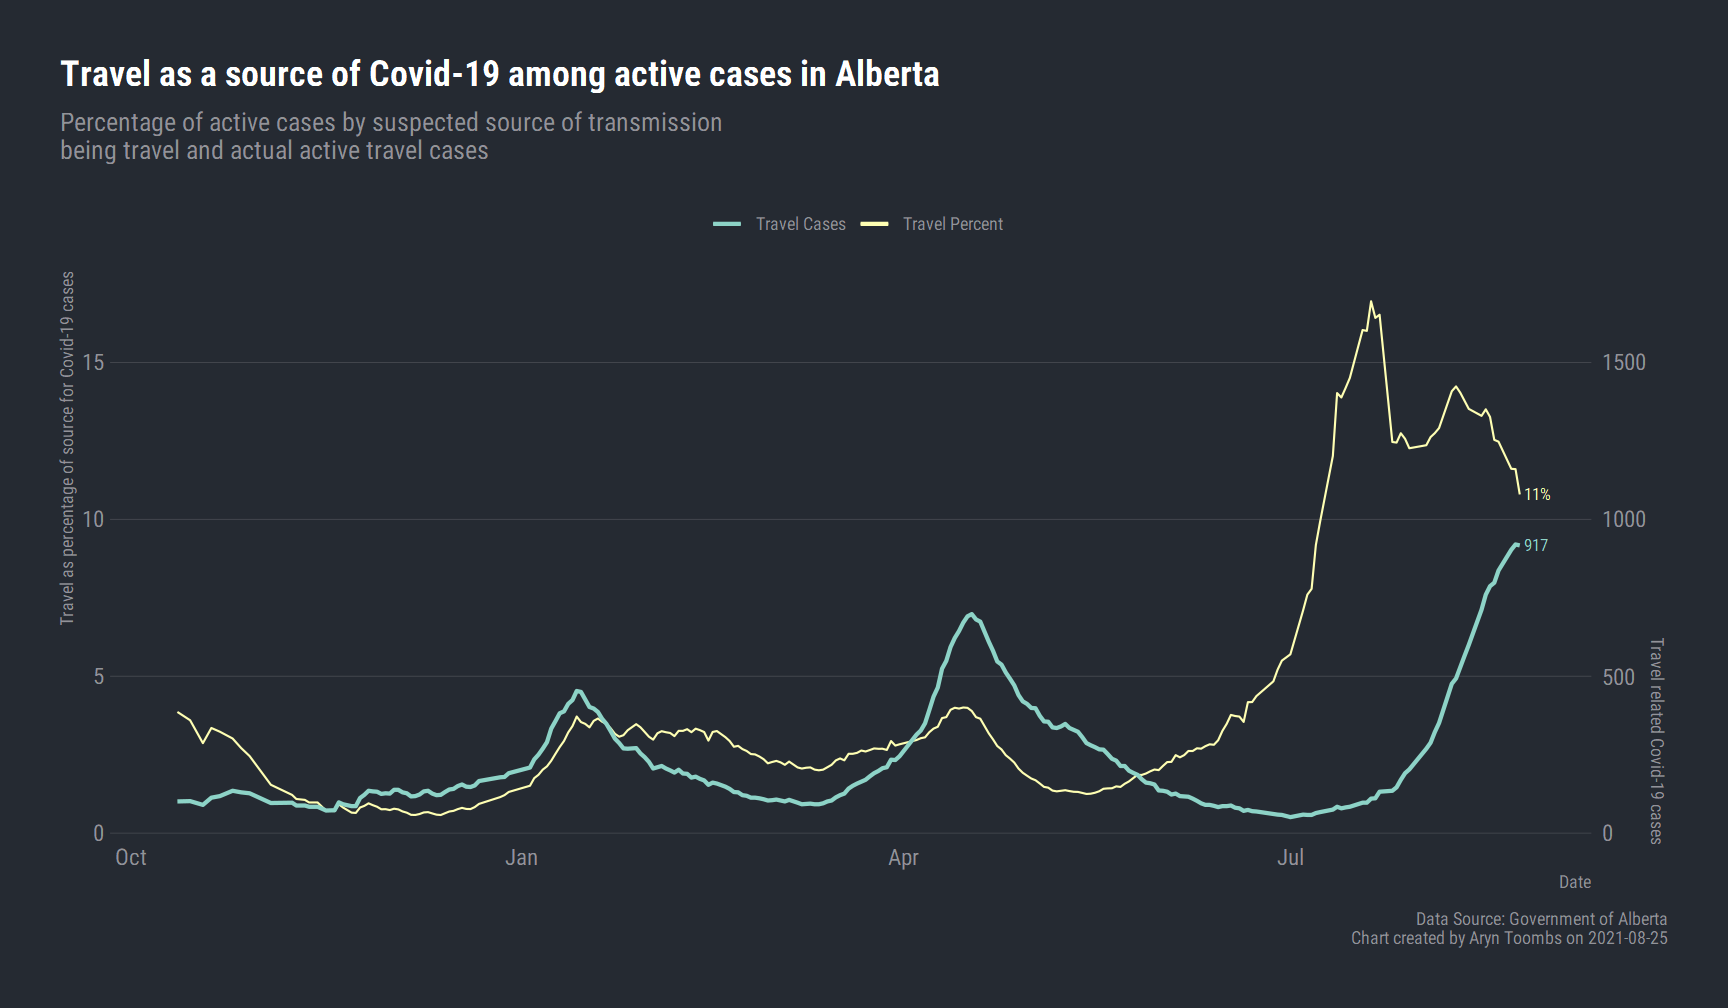 Travel as a source of Covid-19 among active cases in Alberta
Percentage of active cases by suspected source of transmission
being travel and actual active travel cases
Travel Cases
Travel Percent
Travel as percentage of source for Covid-19 cases
15
10
5
0
1500
1000
500
0
Travel related Covid-19 cases
11%
917
Oct
Jan
Apr
Jul
Date
Data Source: Government of Alberta
Chart created by Aryn Toombs on 2021-08-25